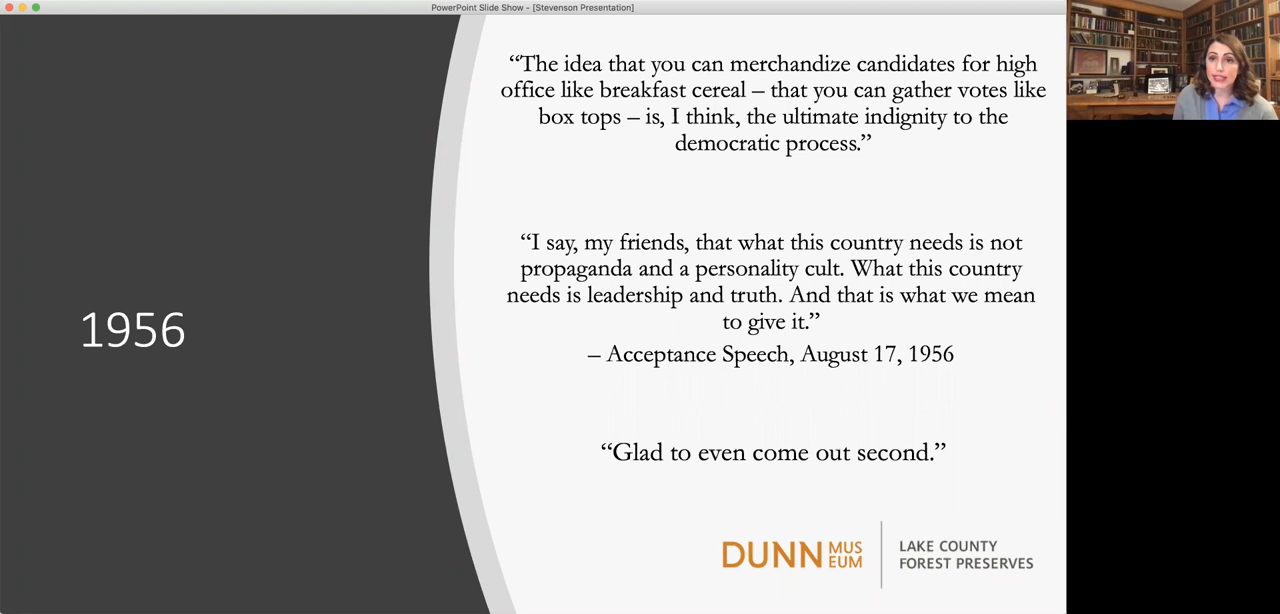 PowerPoint Slide Show - [Stevenson Presentation]
“The idea that you can merchandize candidates for high
office like breakfast cereal – that you can gather votes like
box tops – is, I think, the ultimate indignity to the
democratic process.”
“I say, my friends, that what this country needs is not
propaganda and a personality cult. What this country
needs is leadership and truth. And that is what we mean
to give it.”
– Acceptance Speech, August 17, 1956
1956
“Glad to even come out second.”
DUNN MUS
EUM
LAKE COUNTY
FOREST PRESERVES